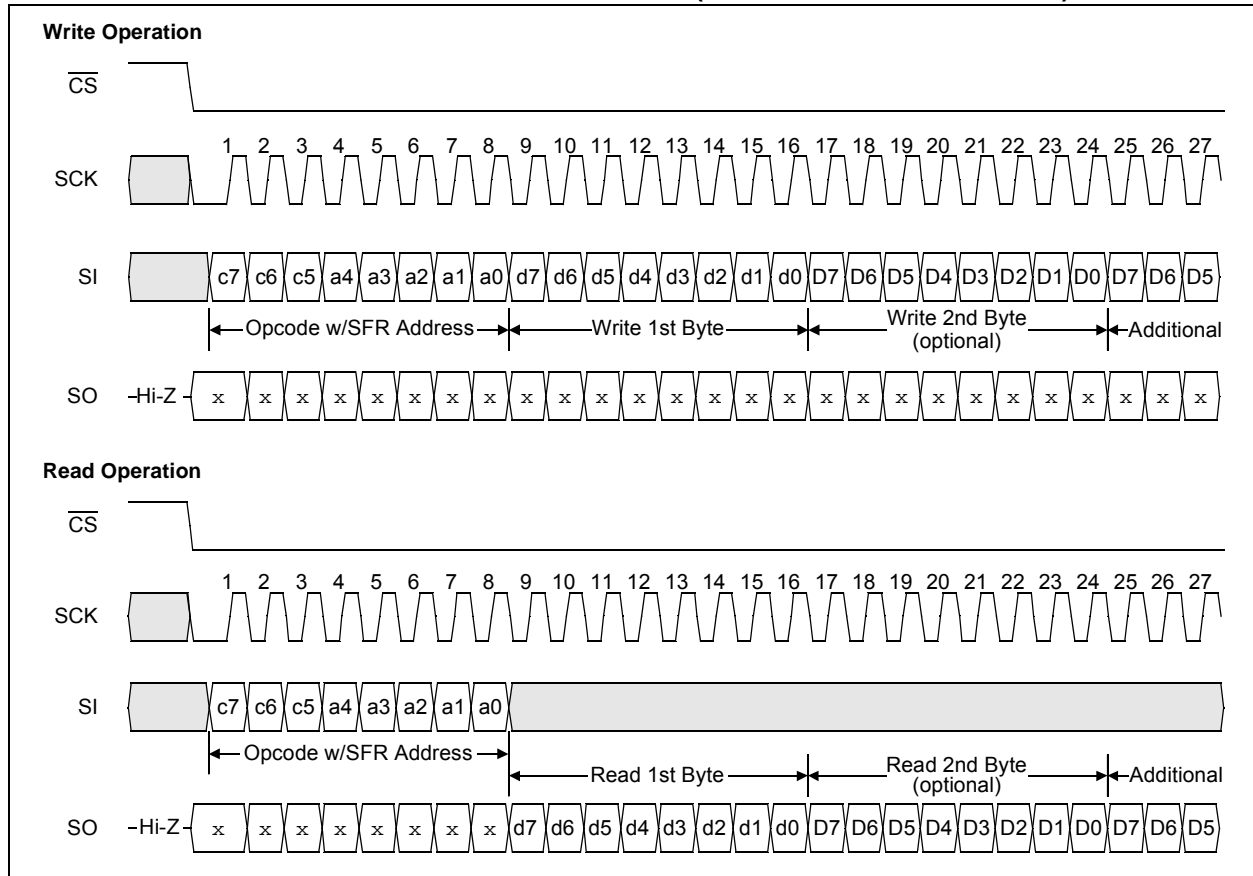 Write Operation
CS
1 2 3 4 5 6 7 8 9 10 11 12 13 14 15 16 17 18 19 20 21 22 23 24 25 26 27
SCK
SI c7 c6 c5 a4 a3 a2 a1 a0 d7 d6 d5 d4 d3 d2 d1 d0 D7 D6 D5 D4 D3 D2 D1 D0 D7 D6 D5
Opcode w/SFR Address Write 1st Byte Write 2nd Byte Additional
(optional)
SO Hi-Z x x x x x x x x x x x x x x x x x x x x x x x x x x x
Read Operation
CS
1 2 3 4 5 6 7 8 9 10 11 12 13 14 15 16 17 18 19 20 21 22 23 24 25 26 27
SCK
SI c7 c6 c5 a4 a3 a2 a1 a0
Opcode w/SFR Address Read 1st Byte Read 2nd Byte Additional
(optional)
SO Hi-Z x x x x x x x x d7 d6 d5 d4 d3 d2 d1 d0 D7 D6 D5 D4 D3 D2 D1 D0 D7 D6 D5